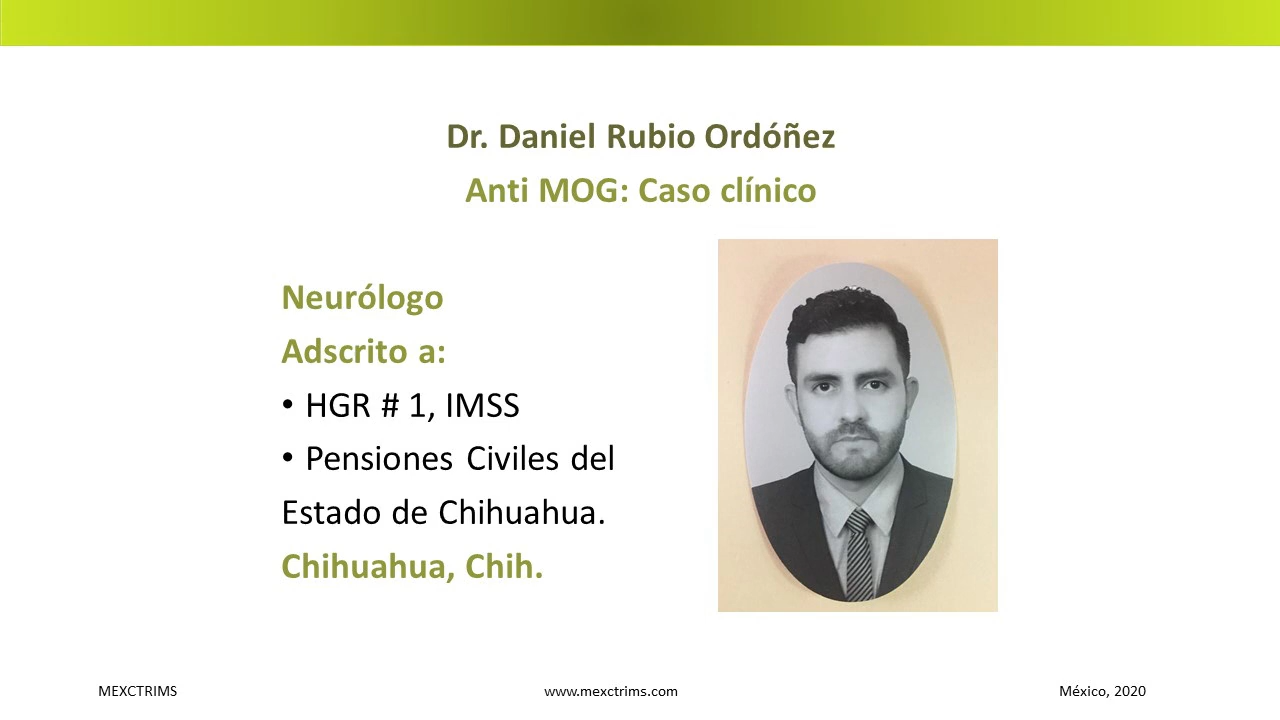 Dr. Daniel Rubio Ordóñez
Anti MOG: Caso clínico
Neurólogo
Adscrito a:
• HGR # 1, IMSS
• Pensiones Civiles del
Estado de Chihuahua.
Chihuahua, Chih.
MEXCTRIMS
www.mexctrims.com
México, 2020